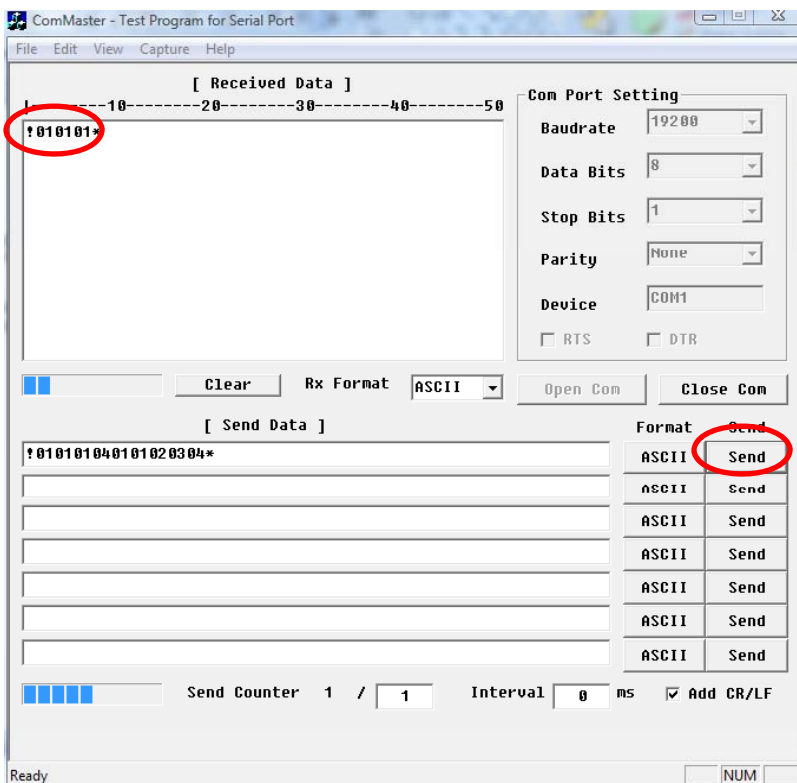 ComMaster - Test Program for Serial Port
File Edit View Capture Help
[ Received Data ]
|--------10--------20--------30--------40--------50
!010101*
Com Port Setting
Baudrate 19200
Data Bits 8
Stop Bits 1
Parity None
Device COM1
RTS DTR
Clear Rx Format ASCII Open Com Close Com
[ Send Data ] Format Send
!010101040101020304* ASCII Send
ASCII Send
ASCII Send
ASCII Send
ASCII Send
ASCII Send
ASCII Send
Send Counter 1 / 1 Interval 0 ms Add CR/LF
Ready NUM